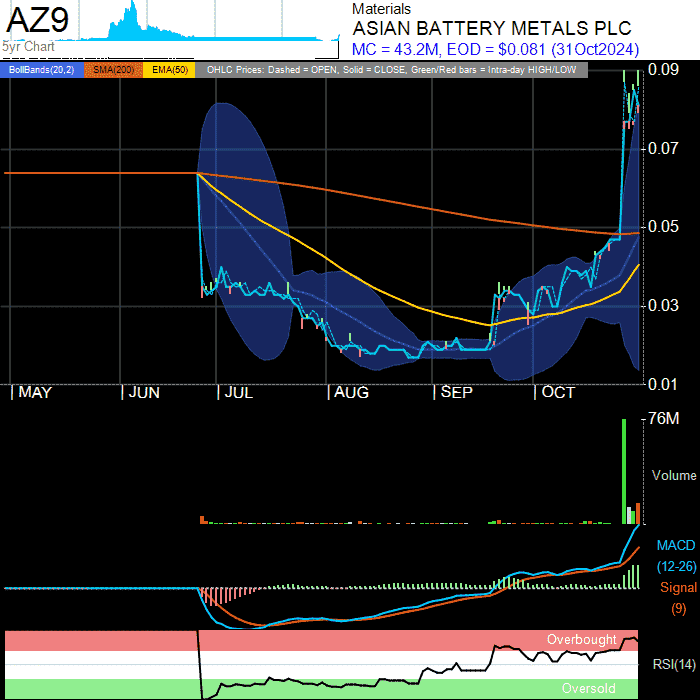 AZ9
5yr Chart
Materials
ASIAN BATTERY METALS PLC
MC = 43.2M, EOD = $0.081 (31Oct2024)
BollBands(20,2) SMA(200) EMA(50) OHLC Prices: Dashed = OPEN, Solid = CLOSE, Green/Red bars = Intra-day HIGH/LOW
0.09
0.07
0.05
0.03
0.01
MAY JUN JUL AUG SEP OCT
76M
Volume
MACD
(12-26)
Signal
(9)
Overbought
RSI(14)
Oversold